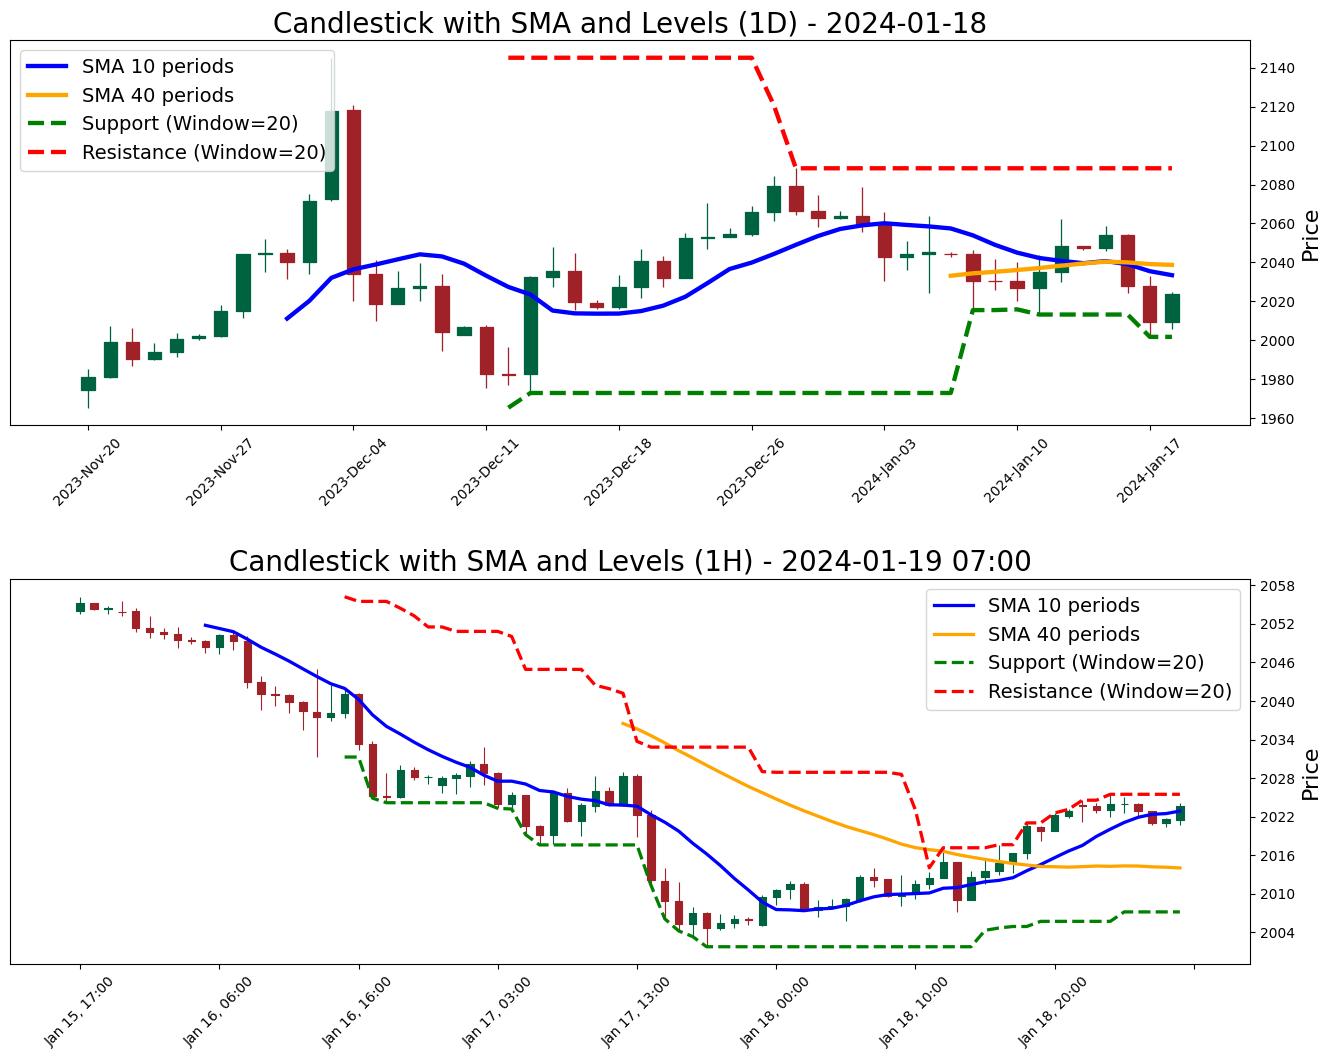 Candlestick with SMA and Levels (1D) - 2024-01-18
SMA 10 periods
SMA 40 periods
Support (Window=20)
Resistance (Window=20)
2140
2120
2100
2080
2060
2040
2020
2000
1980
1960
Price
2023-Nov-20
2023-Nov-27
2023-Dec-04
2023-Dec-11
2023-Dec-18
2023-Dec-26
2024-Jan-03
2024-Jan-10
2024-Jan-17
Candlestick with SMA and Levels (1H) - 2024-01-19 07:00
SMA 10 periods
SMA 40 periods
Support (Window=20)
Resistance (Window=20)
2058
2052
2046
2040
2034
2028
2022
2016
2010
2004
Price
Jan 15, 17:00
Jan 16, 06:00
Jan 16, 16:00
Jan 17, 03:00
Jan 17, 13:00
Jan 18, 00:00
Jan 18, 10:00
Jan 18, 20:00